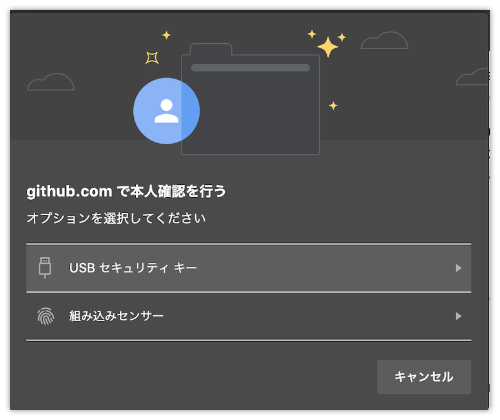 github.com で本人確認を行う
オプションを選択してください
USB セキュリティ キー
組み込みセンサー
キャンセル